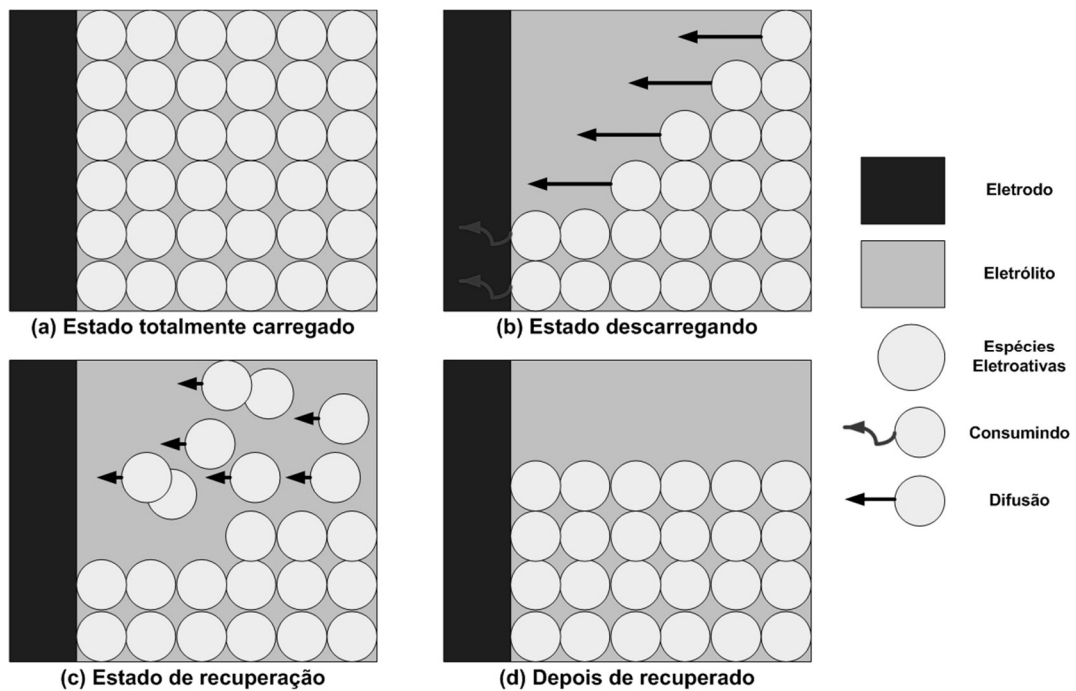 (a) Estado totalmente carregado
(b) Estado descarregando
(c) Estado de recuperação
(d) Depois de recuperado
Eletrodo
Eletrólito
Espécies
Eletroativas
Consumindo
Difusão